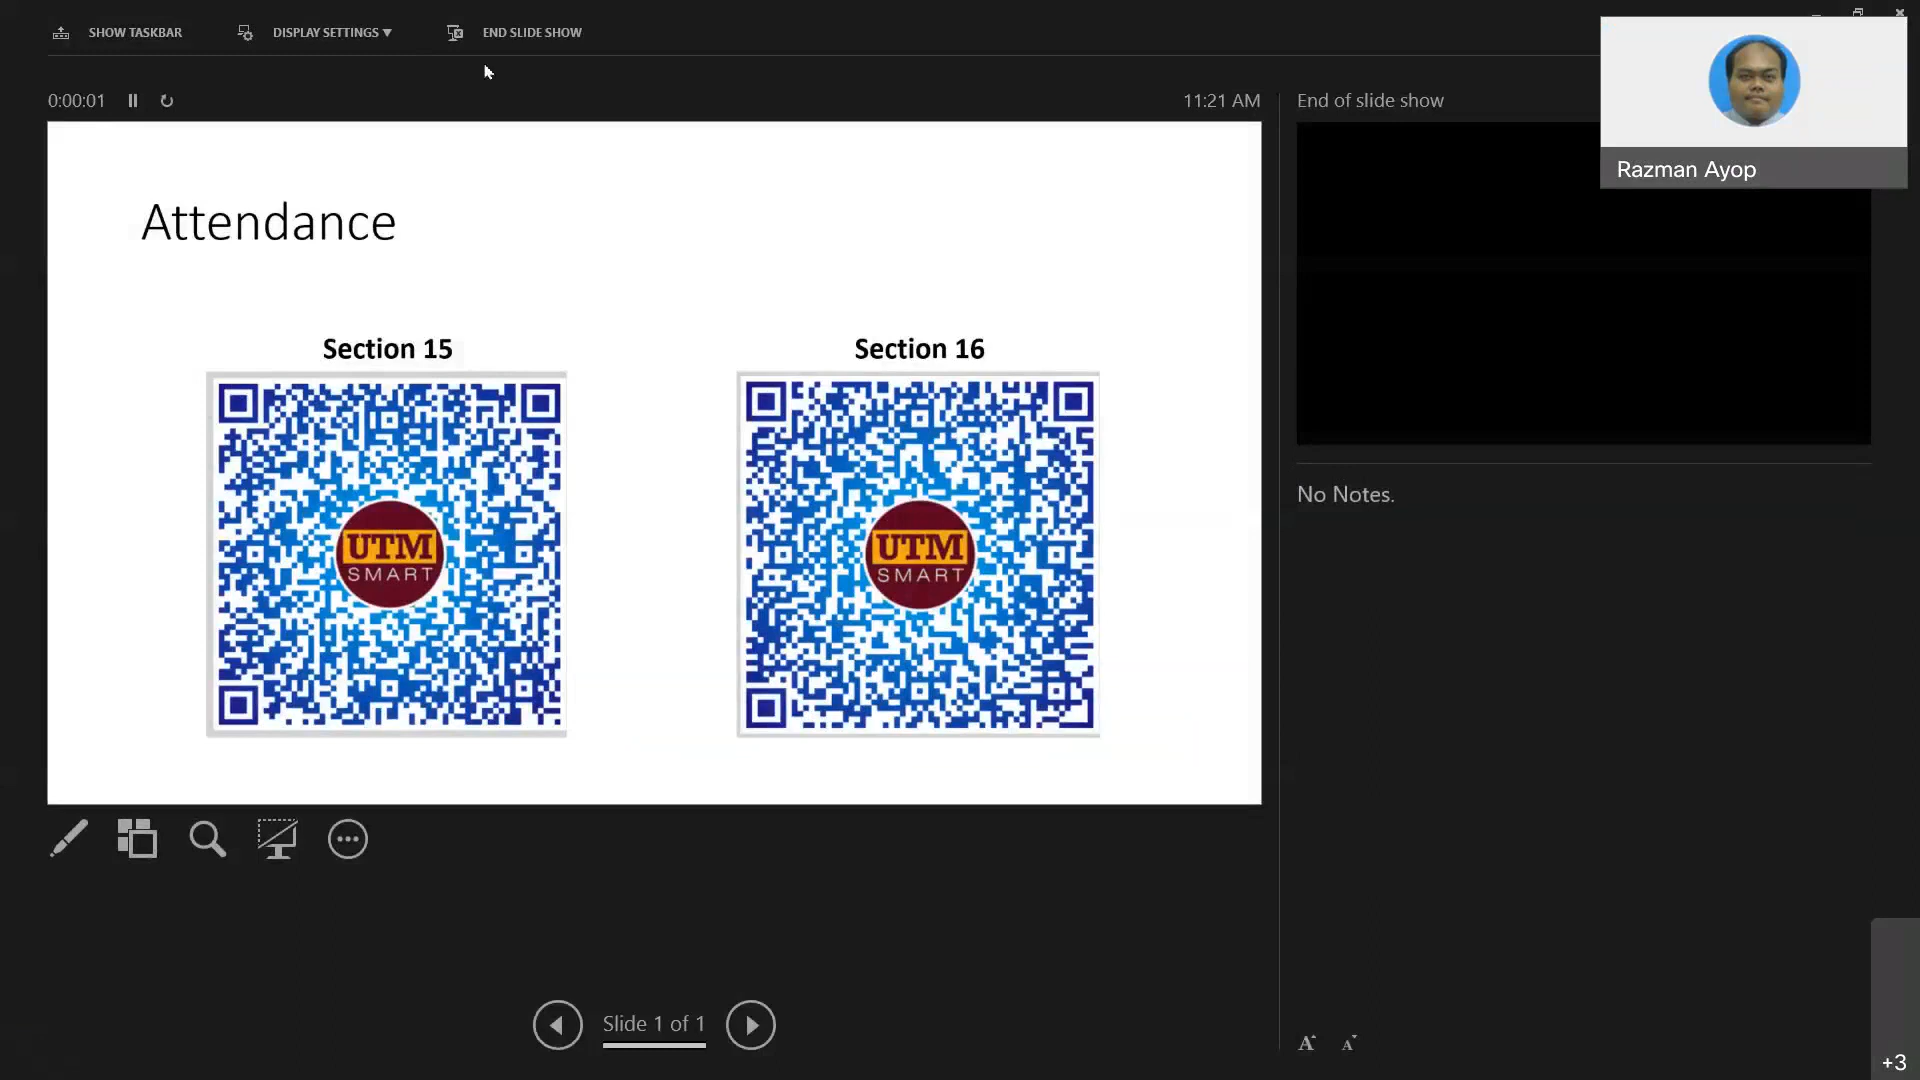 SHOW TASKBAR
DISPLAY SETTINGS ▼
END SLIDE SHOW
0:00:01
11:21 AM
End of slide show
Razman Ayop
Attendance
Section 15
Section 16
UTM
SMART
UTM
SMART
No Notes.
Slide 1 of 1
A A
+3